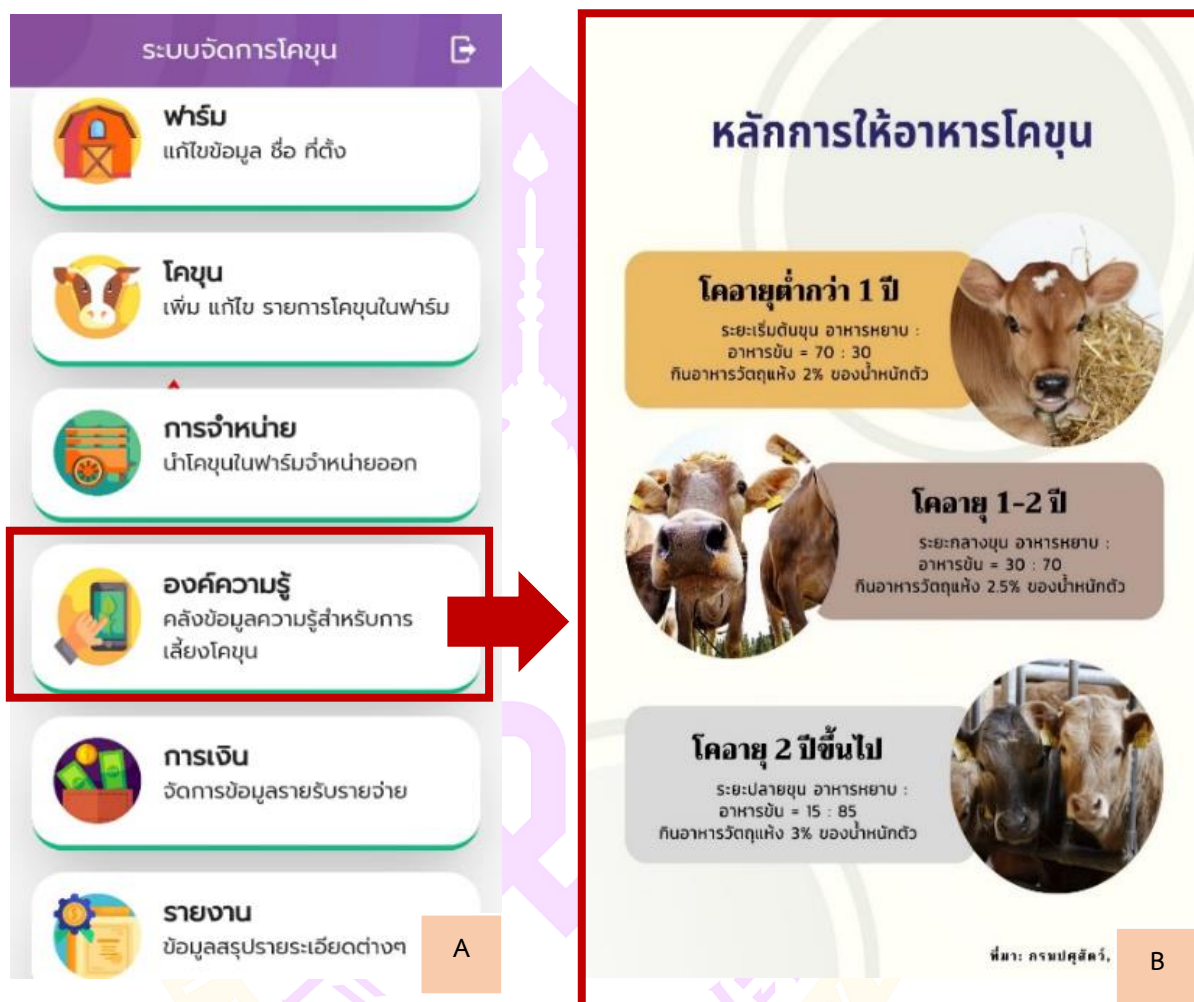 ระบบจัดการโคขุน
ฟาร์ม
แก้ไขข้อมูล ชื่อ ที่ตั้ง
โคขุน
เพิ่ม แก้ไข รายการโคขุนในฟาร์ม
การจำหน่าย
นำโคขุนในฟาร์มจำหน่ายออก
องค์ความรู้
คลังข้อมูลความรู้สำหรับการ
เลี้ยงโคขุน
การเงิน
จัดการข้อมูลรายรับรายจ่าย
รายงาน
ข้อมูลสรุปรายระเอียดต่างๆ
A
หลักการให้อาหารโคขุน
โคอายุต่ำกว่า 1 ปี
ระยะเริ่มต้นขุน อาหารหยาบ :
อาหารข้น = 70 : 30
กินอาหารวัตถุแห้ง 2% ของน้ำหนักตัว
โคอายุ 1-2 ปี
ระยะกลางขุน อาหารหยาบ :
อาหารข้น = 30 : 70
กินอาหารวัตถุแห้ง 2.5% ของน้ำหนักตัว
โคอายุ 2 ปีขึ้นไป
ระยะปลายขุน อาหารหยาบ :
อาหารข้น = 15 : 85
กินอาหารวัตถุแห้ง 3% ของน้ำหนักตัว
ที่มา: กรมปศุสัตว์,
B